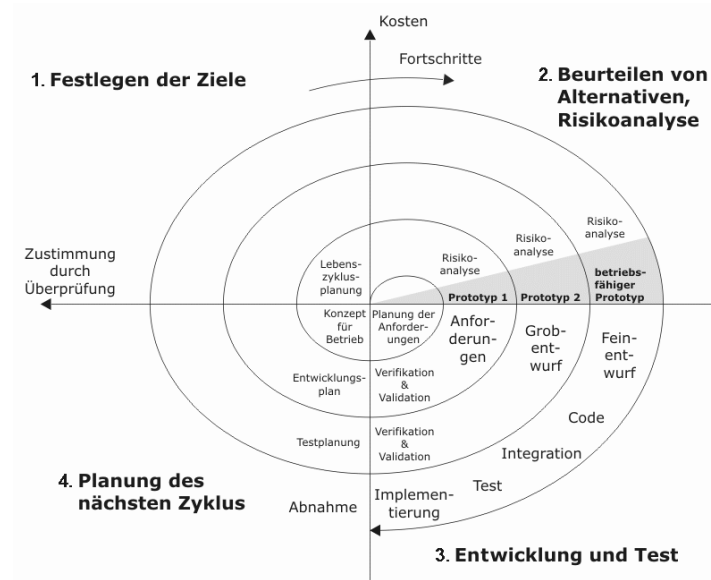 Kosten
Fortschritte
1. Festlegen der Ziele
2. Beurteilen von
Alternativen,
Risikoanalyse
Zustimmung
durch
Überprüfung
Lebens-
zyklus-
planung
Risiko-
analyse
Risiko-
analyse
Risiko-
analyse
Prototyp 1
Prototyp 2
betriebs-
fähiger
Prototyp
Konzept
für
Betrieb
Planung der
Anforder-
ungen
Anfor-
derun-
gen
Grob-
ent-
wurf
Fein-
ent-
wurf
Entwicklungs-
plan
Verifikation
&
Validation
Code
Testplanung
Verifikation
&
Validation
Integration
Test
4. Planung des
nächsten Zyklus
Abnahme
Implemen-
tierung
3. Entwicklung und Test